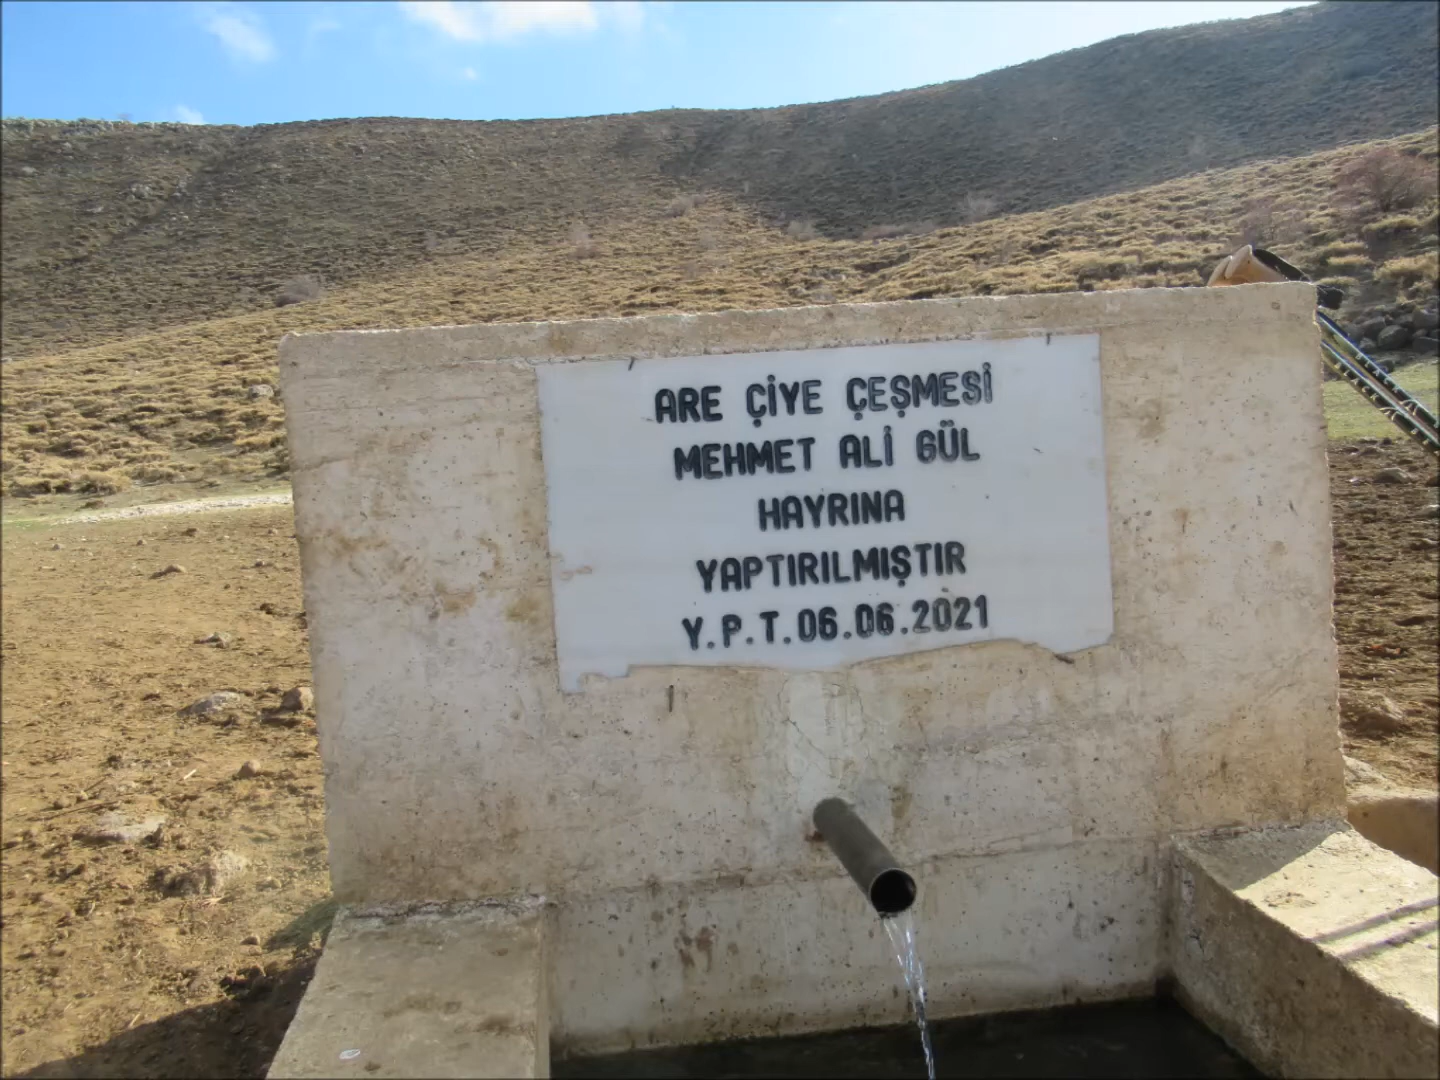 ARE ÇİYE ÇEŞMESİ
MEHMET ALİ GÜL
HAYRINA
YAPTIRILMIŞTIR
Y.P.T.06.06.2021